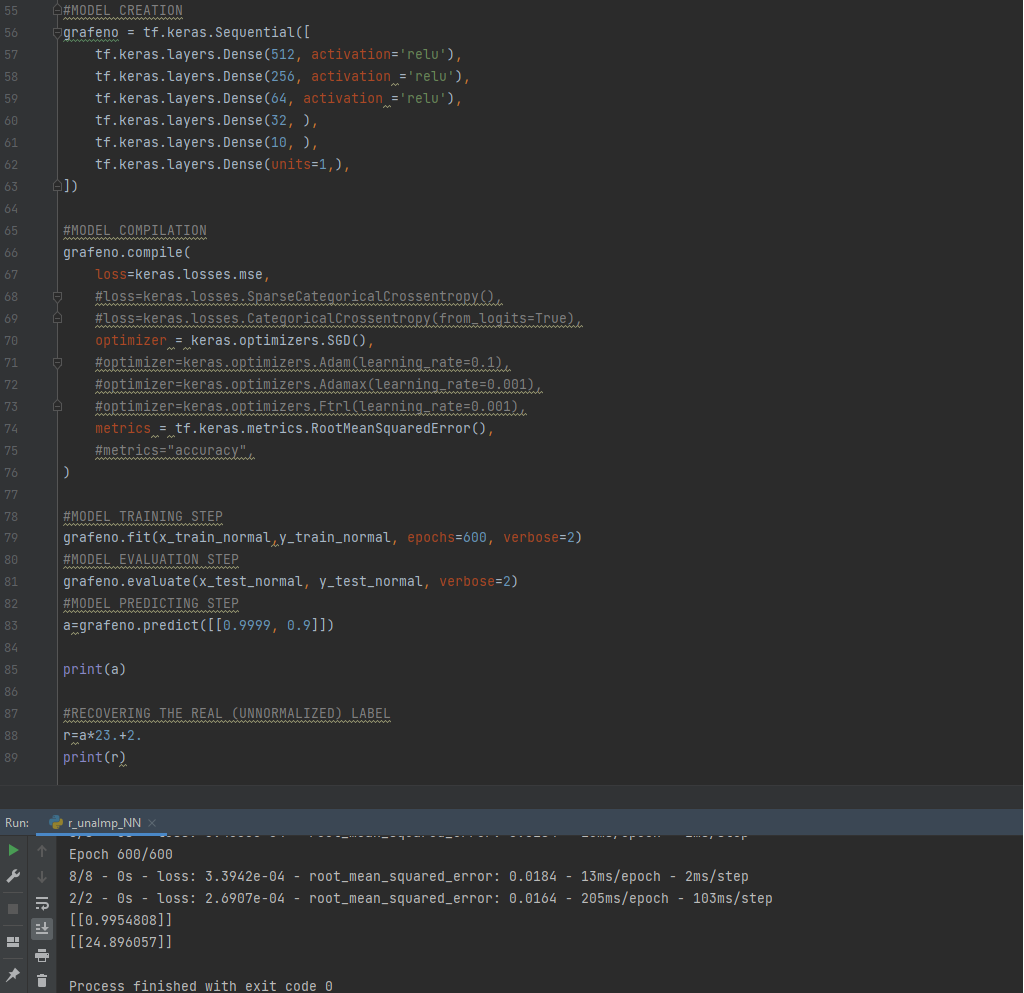 55 #MODEL CREATION
56 grafeno = tf.keras.Sequential([
57     tf.keras.layers.Dense(512, activation='relu'),
58     tf.keras.layers.Dense(256, activation ='relu'),
59     tf.keras.layers.Dense(64, activation ='relu'),
60     tf.keras.layers.Dense(32, ),
61     tf.keras.layers.Dense(10, ),
62     tf.keras.layers.Dense(units=1,),
63 ])
64
65 #MODEL COMPILATION
66 grafeno.compile(
67     loss=keras.losses.mse,
68     #loss=keras.losses.SparseCategoricalCrossentropy(),
69     #loss=keras.losses.CategoricalCrossentropy(from_logits=True),
70     optimizer = keras.optimizers.SGD(),
71     #optimizer=keras.optimizers.Adam(learning_rate=0.1),
72     #optimizer=keras.optimizers.Adamax(learning_rate=0.001),
73     #optimizer=keras.optimizers.Ftrl(learning_rate=0.001),
74     metrics = tf.keras.metrics.RootMeanSquaredError(),
75     #metrics="accuracy",
76 )
77
78 #MODEL TRAINING STEP
79 grafeno.fit(x_train_normal,y_train_normal, epochs=600, verbose=2)
80 #MODEL EVALUATION STEP
81 grafeno.evaluate(x_test_normal, y_test_normal, verbose=2)
82 #MODEL PREDICTING STEP
83 a=grafeno.predict([[0.9999, 0.9]])
84
85 print(a)
86
87 #RECOVERING THE REAL (UNNORMALIZED) LABEL
88 r=a*23.+2.
89 print(r)
Run: r_unaImp_NN ×
Epoch 600/600
8/8 - 0s - loss: 3.3942e-04 - root_mean_squared_error: 0.0184 - 13ms/epoch - 2ms/step
2/2 - 0s - loss: 2.6907e-04 - root_mean_squared_error: 0.0164 - 205ms/epoch - 103ms/step
[[0.9954808]]
[[24.896057]]
Process finished with exit code 0